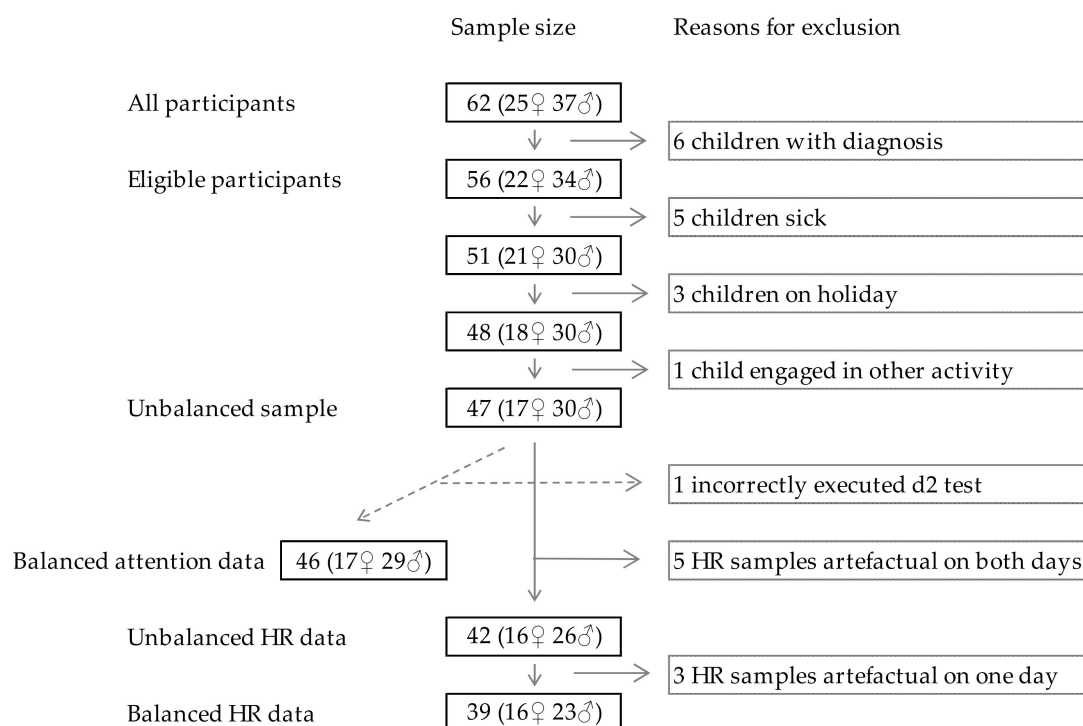 Sample size Reasons for exclusion
All participants 62 (25♀ 37♂)
6 children with diagnosis
Eligible participants 56 (22♀ 34♂)
5 children sick
51 (21♀ 30♂)
3 children on holiday
48 (18♀ 30♂)
1 child engaged in other activity
Unbalanced sample 47 (17♀ 30♂)
1 incorrectly executed d2 test
Balanced attention data 46 (17♀ 29♂) 5 HR samples artefactual on both days
Unbalanced HR data 42 (16♀ 26♂)
3 HR samples artefactual on one day
Balanced HR data 39 (16♀ 23♂)